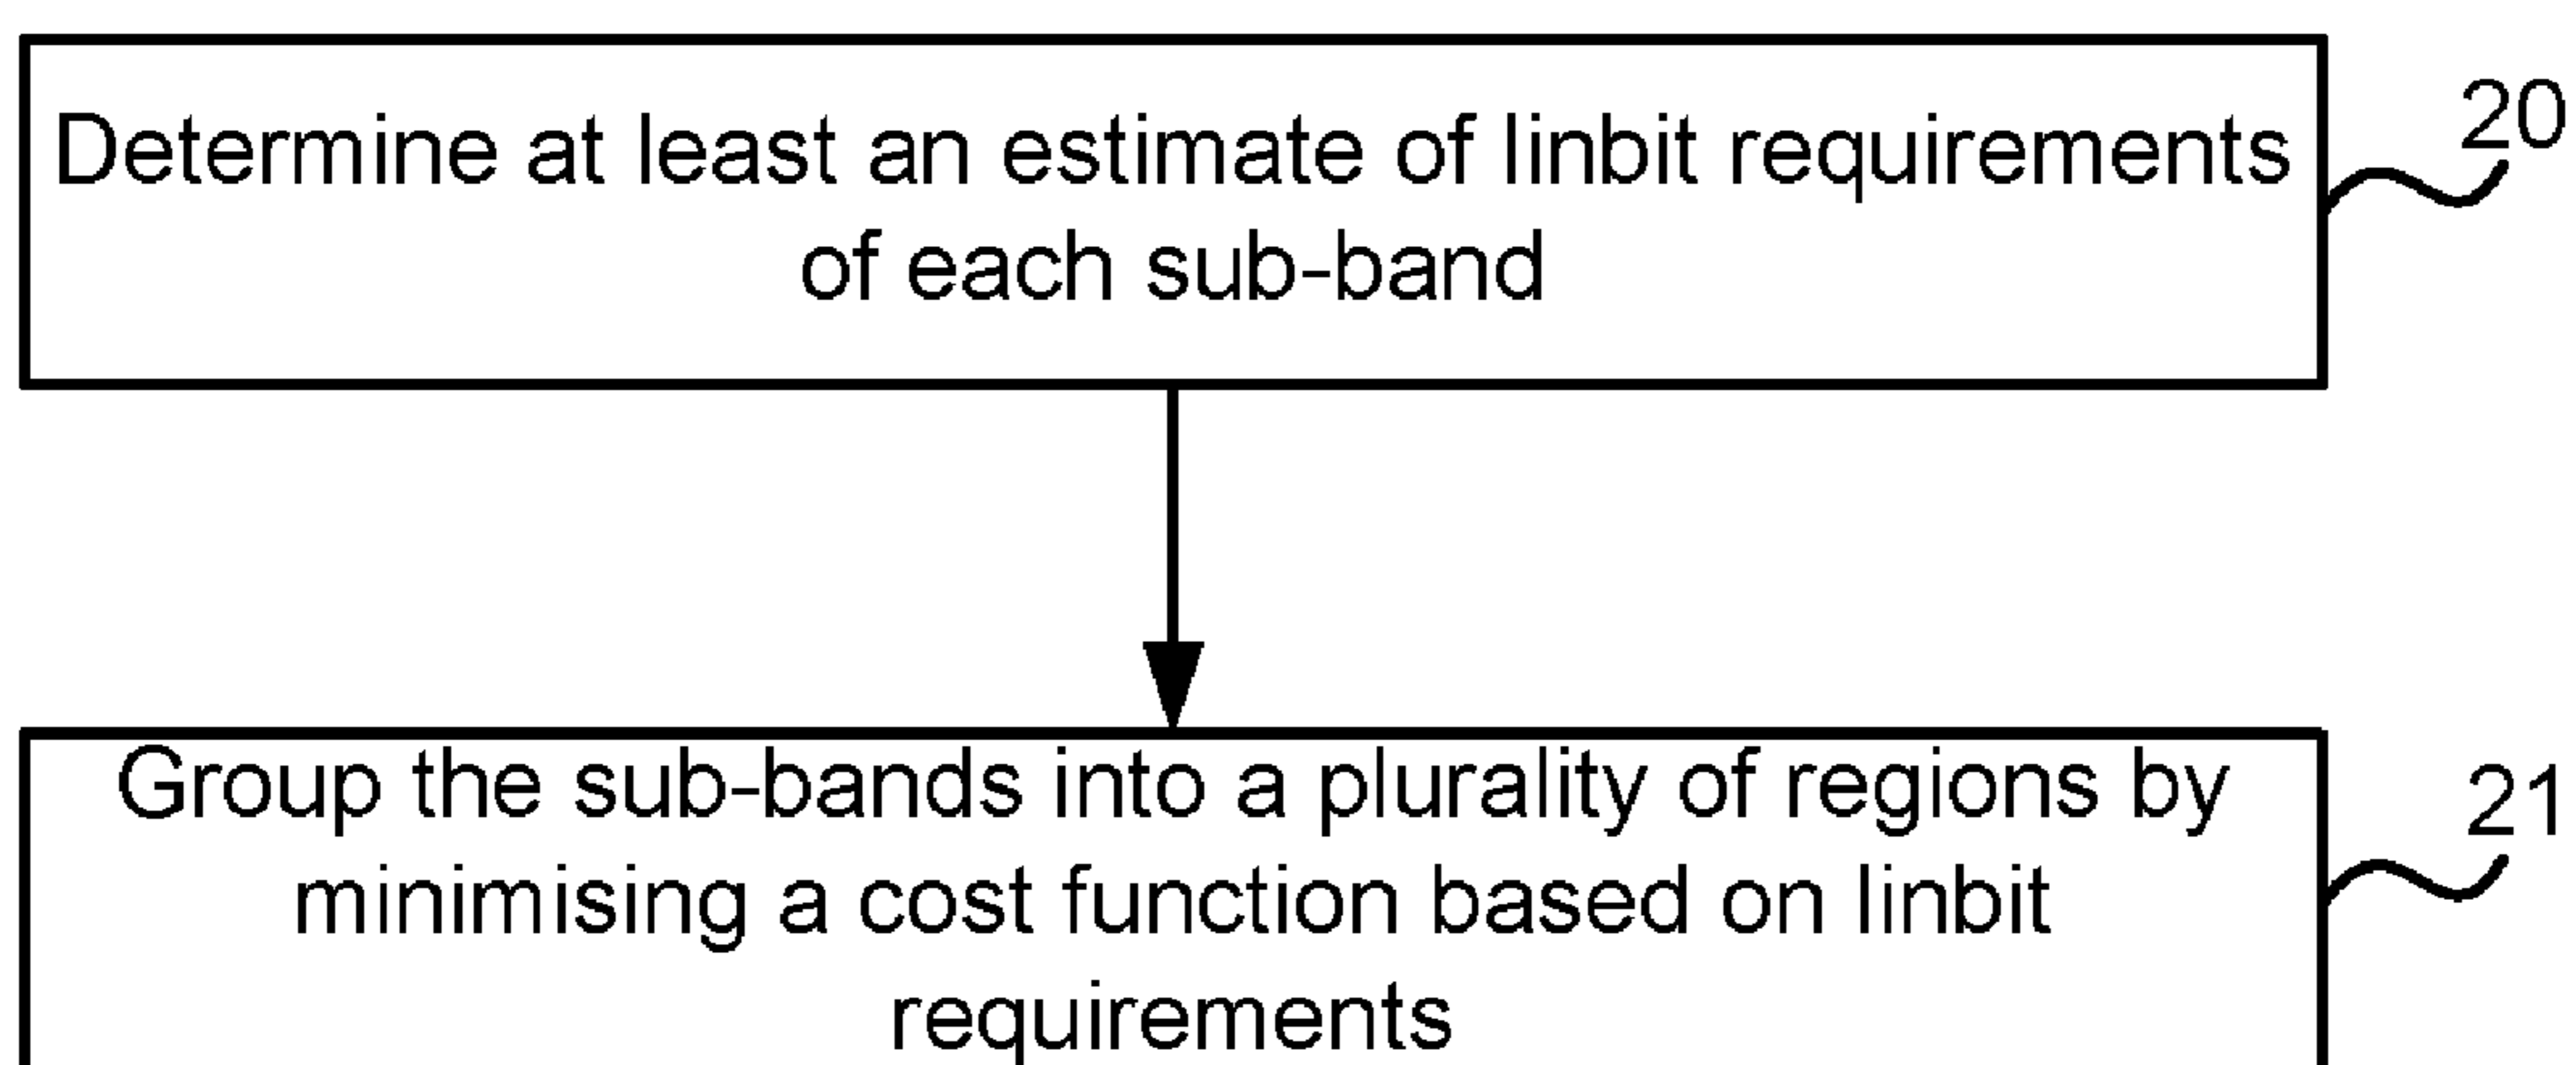 Determine at least an estimate of linbit requirements
of each sub-band
20
Group the sub-bands into a plurality of regions by
minimising a cost function based on linbit
requirements
21